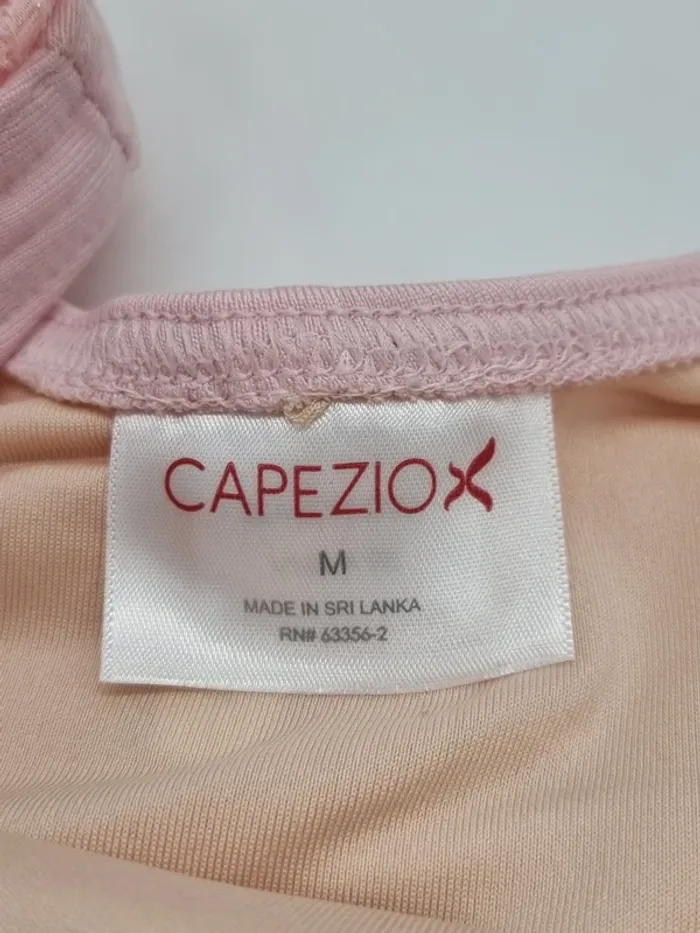 CAPEZIO
M
MADE IN SRI LANKA
RN# 63356-2